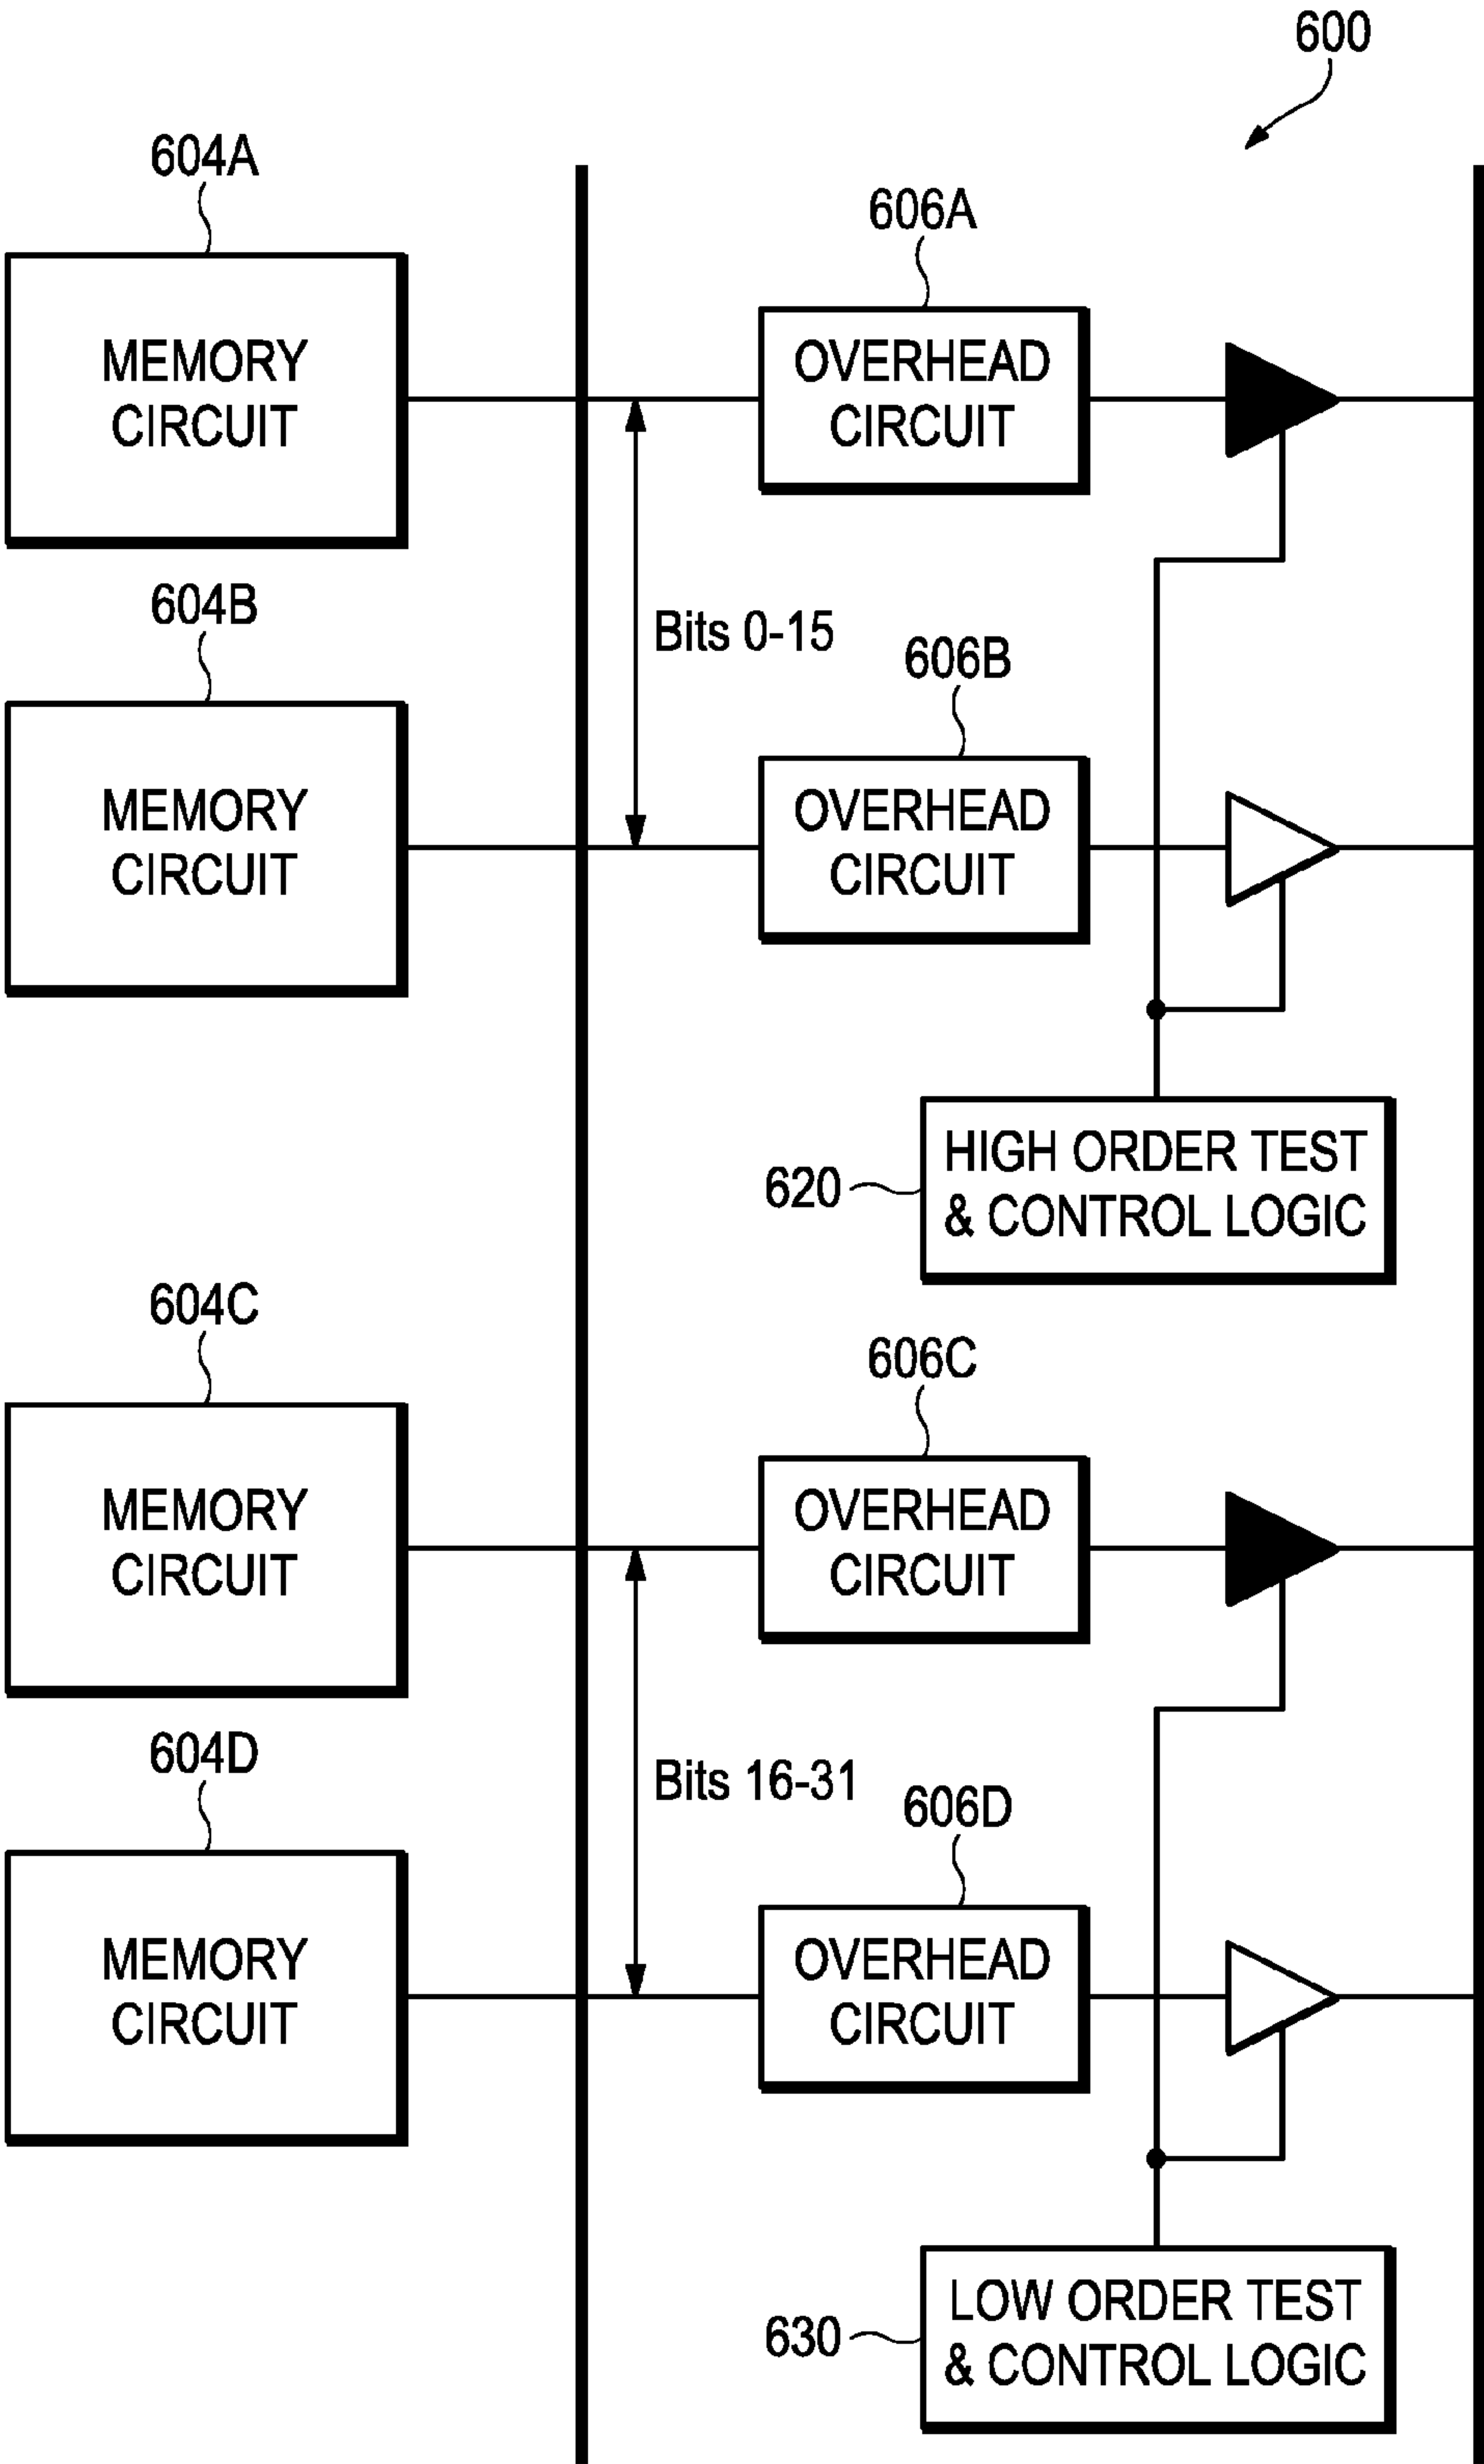 600
604A
606A
MEMORY
CIRCUIT
OVERHEAD
CIRCUIT
604B
Bits 0-15
606B
MEMORY
CIRCUIT
OVERHEAD
CIRCUIT
620
HIGH ORDER TEST
& CONTROL LOGIC
604C
606C
MEMORY
CIRCUIT
OVERHEAD
CIRCUIT
604D
Bits 16-31
606D
MEMORY
CIRCUIT
OVERHEAD
CIRCUIT
630
LOW ORDER TEST
& CONTROL LOGIC